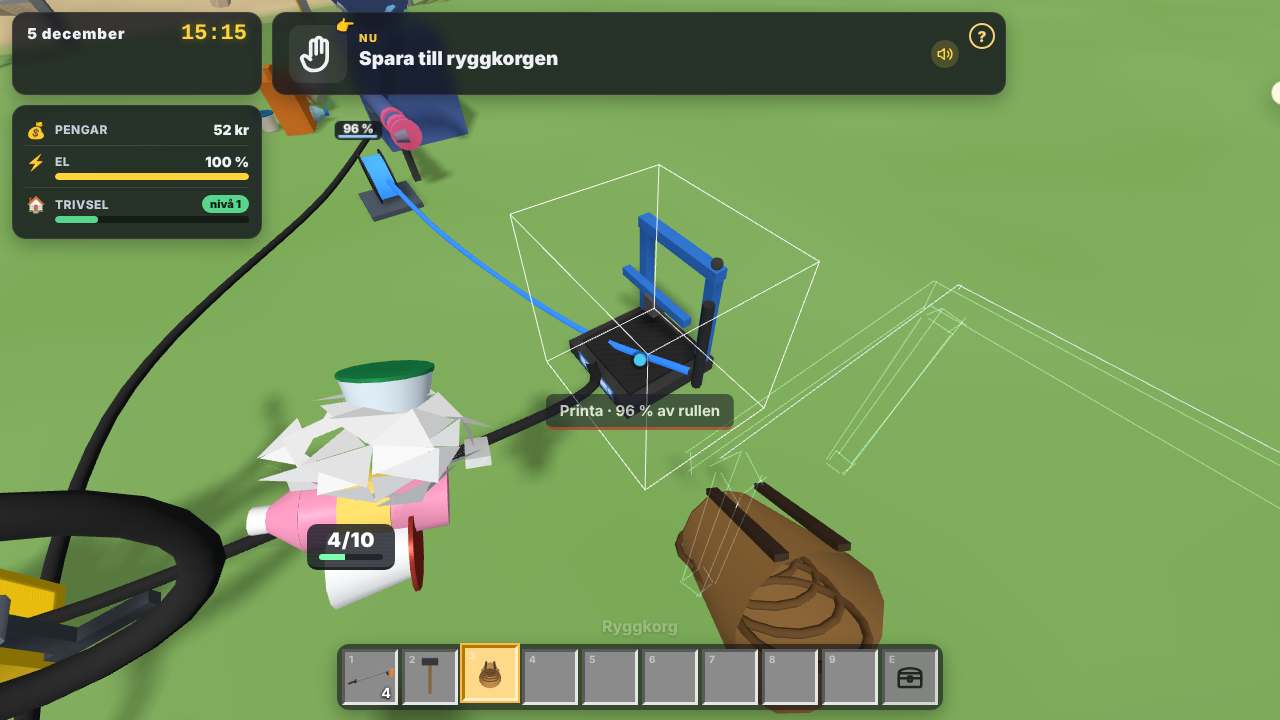 5 december 15:15
NU
Spara till ryggkorgen
?
PENGAR 52 kr
EL 100 %
TRIVSEL nivå 1
96 %
Printa · 96 % av rullen
4/10
Ryggkorg
1 2 3 4 5 6 7 8 9 E
4